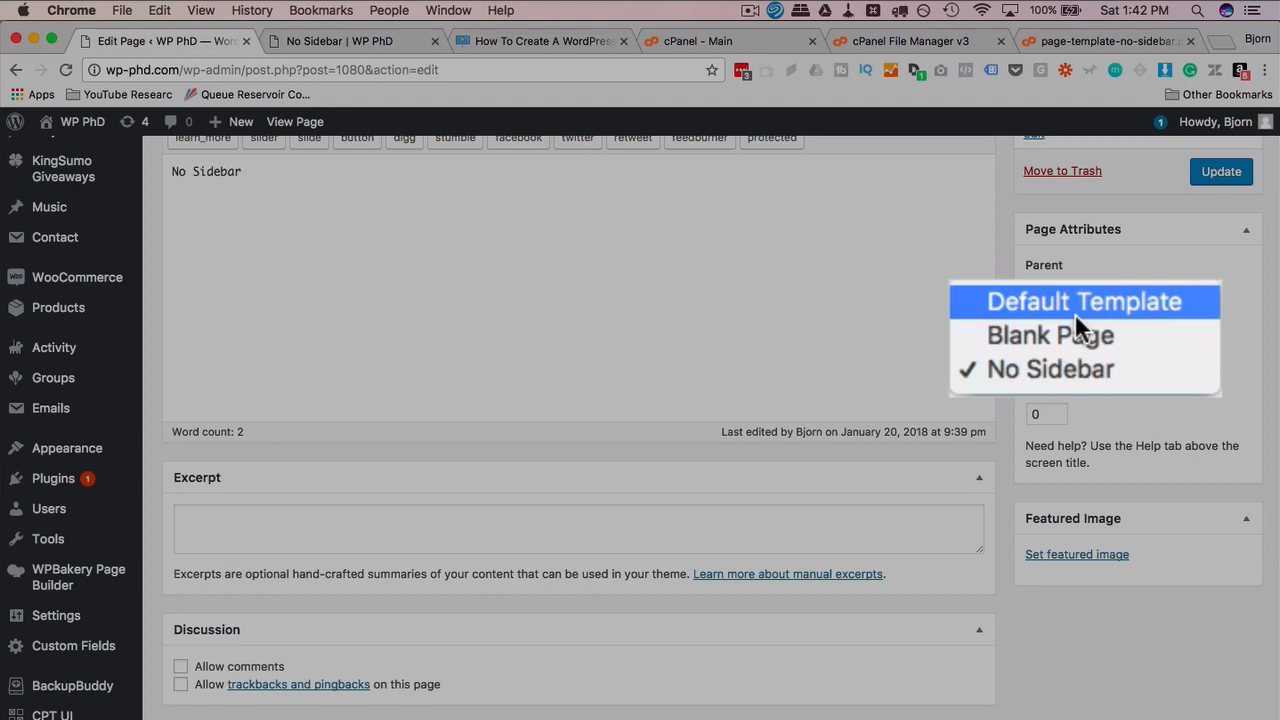 Chrome File Edit View History Bookmarks People Window Help 100% Sat 1:42 PM
Edit Page ‹ WP PhD — Wor No Sidebar | WP PhD How To Create A WordPres cPanel - Main cPanel File Manager v3 page-template-no-sidebar.p Bjorn
wp-phd.com/wp-admin/post.php?post=1080&action=edit 3 1 5
Apps YouTube Researc Queue Reservoir Co... Other Bookmarks
WP PhD 4 0 New View Page 1 Howdy, Bjorn
learn_more slider slide button digg stumble facebook twitter retweet feedburner protected Edit
KingSumo
Giveaways
Music
Contact
WooCommerce
Products
Activity
Groups
Emails
Appearance
Plugins 1
Users
Tools
WPBakery Page
Builder
Settings
Custom Fields
BackupBuddy
CPT UI
No Sidebar
Word count: 2 Last edited by Bjorn on January 20, 2018 at 9:39 pm
Excerpt
Excerpts are optional hand-crafted summaries of your content that can be used in your theme. Learn more about manual excerpts.
Discussion
Allow comments
Allow trackbacks and pingbacks on this page
Move to Trash Update
Page Attributes
Parent
Default Template
Blank Page
No Sidebar
0
Need help? Use the Help tab above the
screen title.
Featured Image
Set featured image